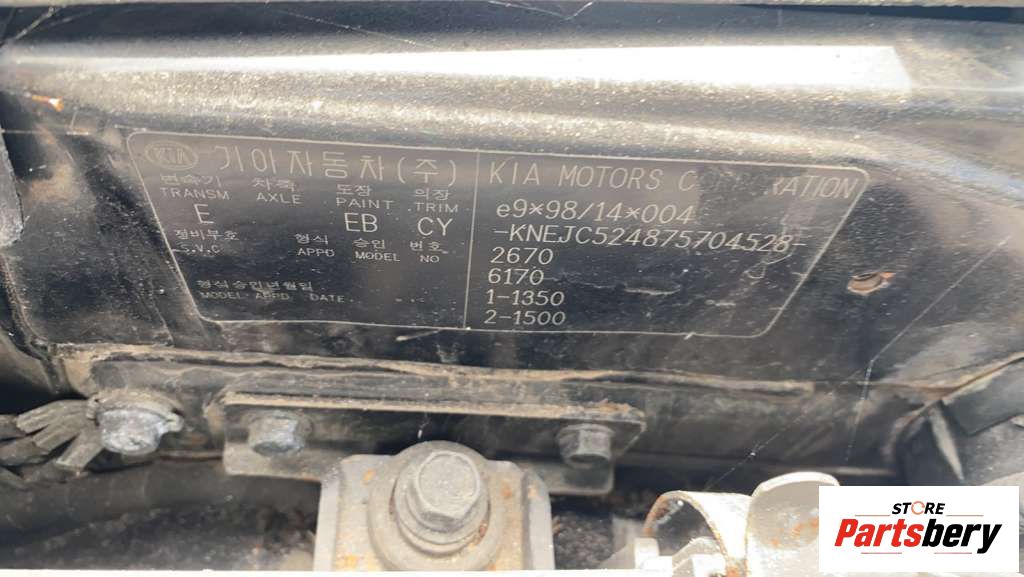 KIA 기아자동차(주)
변속기 차축 도장 의장
TRANSM AXLE PAINT TRIM
E EB CY
정비부호 형식 승인 번호
S.V.C APPD MODEL NO
형식승인년월일
MODEL APPD DATE
KIA MOTORS C RATION
e9*98/14*004
-KNEJC524875704528-
2670
6170
1-1350
2-1500
STORE
Partsbery